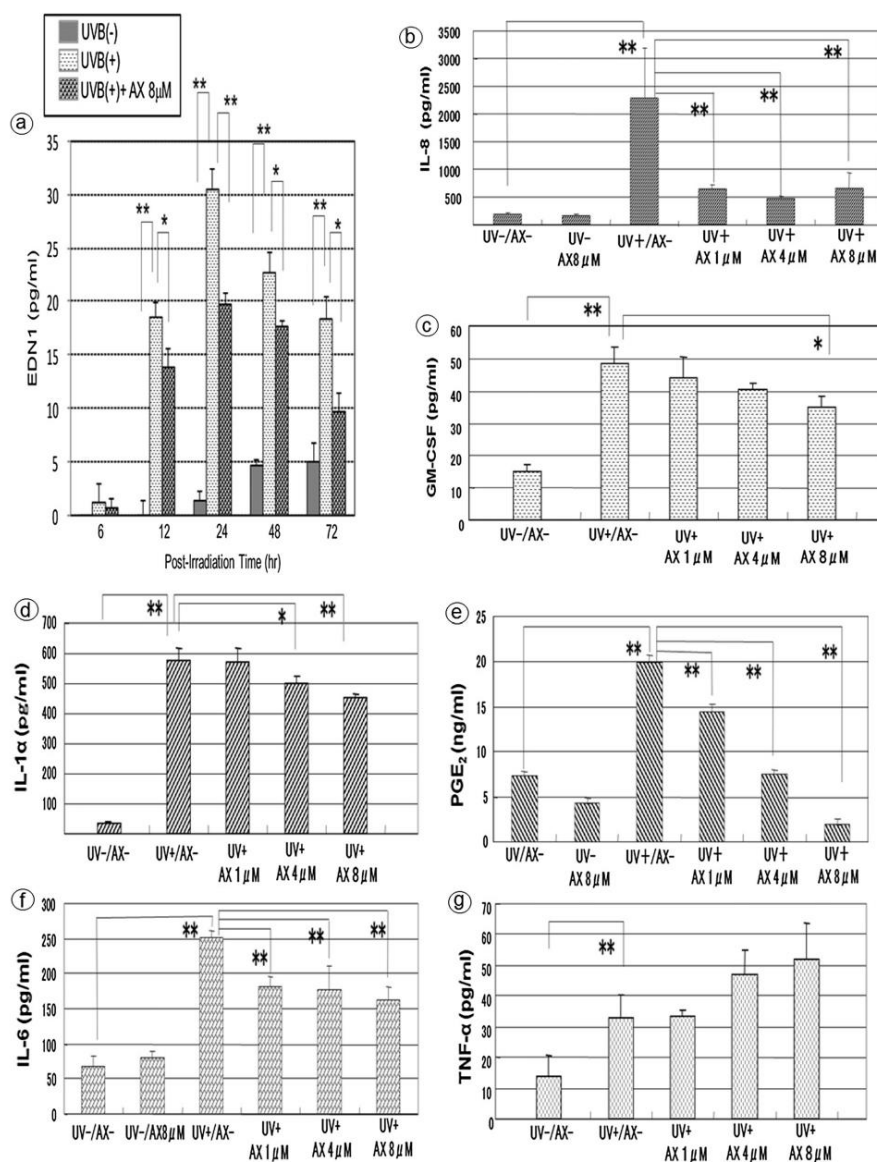 UVB(-)
UVB(+)
UVB(+)+ AX 8μM
a
** **
** *
** *
** *
35
30
25
20
15
10
5
0
EDN1 (pg/ml)
6 12 24 48 72
Post-Irradiation Time (hr)
b
3500
3000
2500
2000
1500
1000
500
IL-8 (pg/ml)
** ** ** **
UV-/AX- UV- UV+/AX- UV+ UV+ UV+
AX8μM AX 1μM AX 4μM AX 8μM
c
60
50
40
30
20
10
0
GM-CSF (pg/ml)
** *
UV-/AX- UV+/AX- UV+ UV+ UV+
AX 1μM AX 4μM AX 8μM
d
700
600
500
400
300
200
100
IL-1α (pg/ml)
** * **
UV-/AX- UV+/AX- UV+ UV+ UV+
AX 1μM AX 4μM AX 8μM
e
25
20
15
10
5
0
PGE2 (ng/ml)
** ** ** **
UV/AX- UV- UV+/AX- UV+ UV+ UV+
AX 8μM AX 1μM AX 4μM AX 8μM
f
300
250
200
150
100
50
0
IL-6 (pg/ml)
** ** ** **
UV-/AX- UV-/AX8μM UV+/AX- UV+ UV+ UV+
AX 1μM AX 4μM AX 8μM
g
70
60
50
40
30
20
10
0
TNF-α (pg/ml)
**
UV-/AX- UV+/AX- UV+ UV+ UV+
AX 1μM AX 4μM AX 8μM